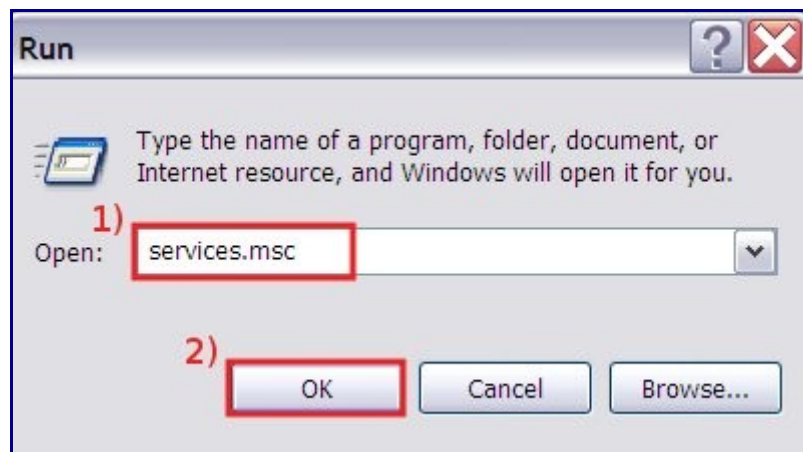 Run
Type the name of a program, folder, document, or
Internet resource, and Windows will open it for you.
1)
Open: services.msc
2)
OK Cancel Browse...